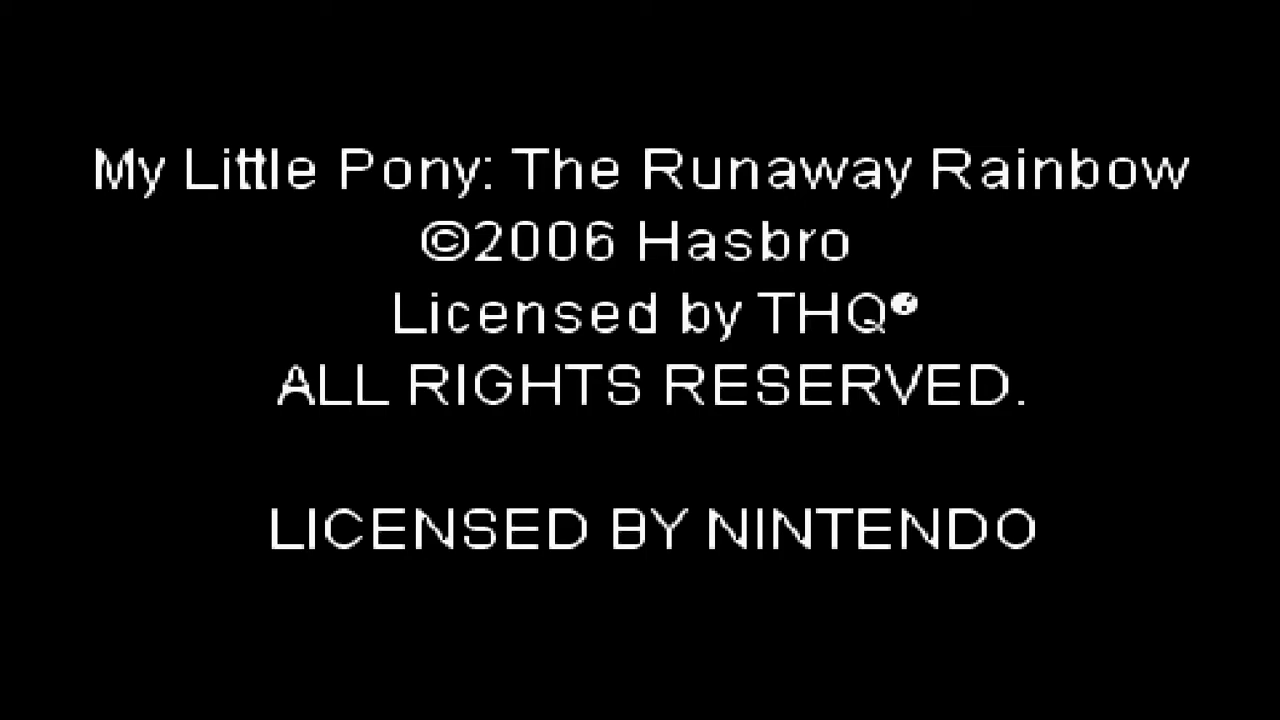 My Little Pony: The Runaway Rainbow
©2006 Hasbro
Licensed by THQ
ALL RIGHTS RESERVED.
LICENSED BY NINTENDO